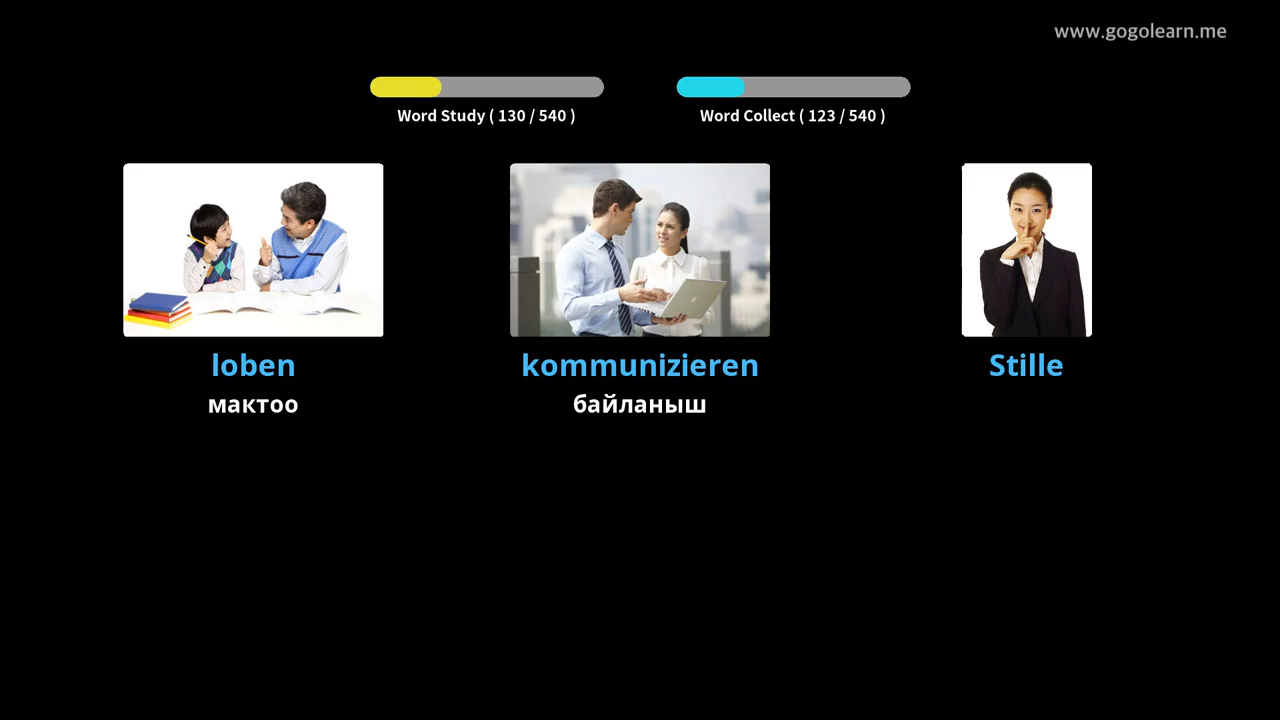 www.gogolearn.me
Word Study ( 130 / 540 )
Word Collect ( 123 / 540 )
loben
мактоо
kommunizieren
байланыш
Stille